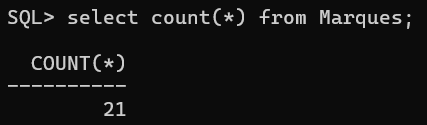 SQL> select count(*) from Marques;
COUNT(*)
----------
21